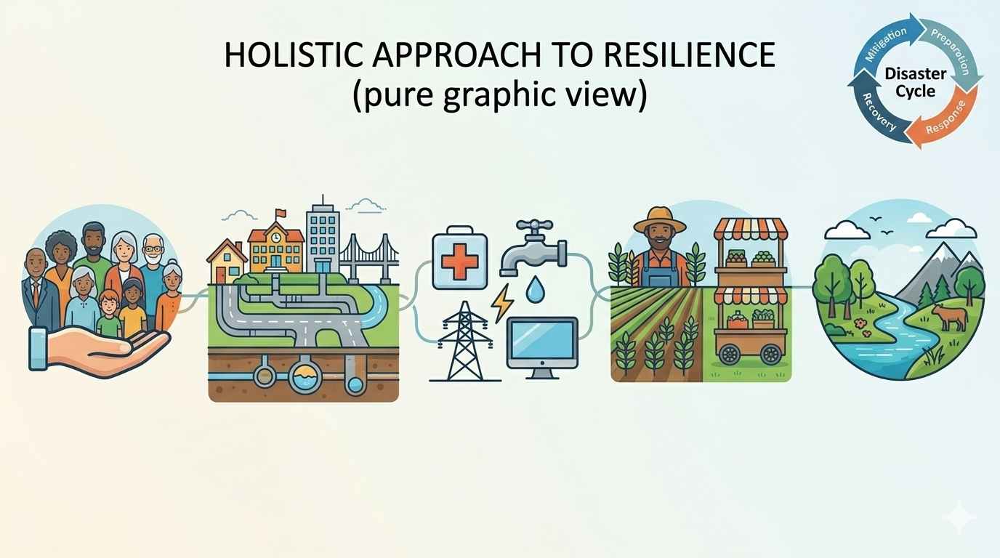 HOLISTIC APPROACH TO RESILIENCE
(pure graphic view)
Mitigation
Preparation
Disaster
Cycle
Recovery
Response